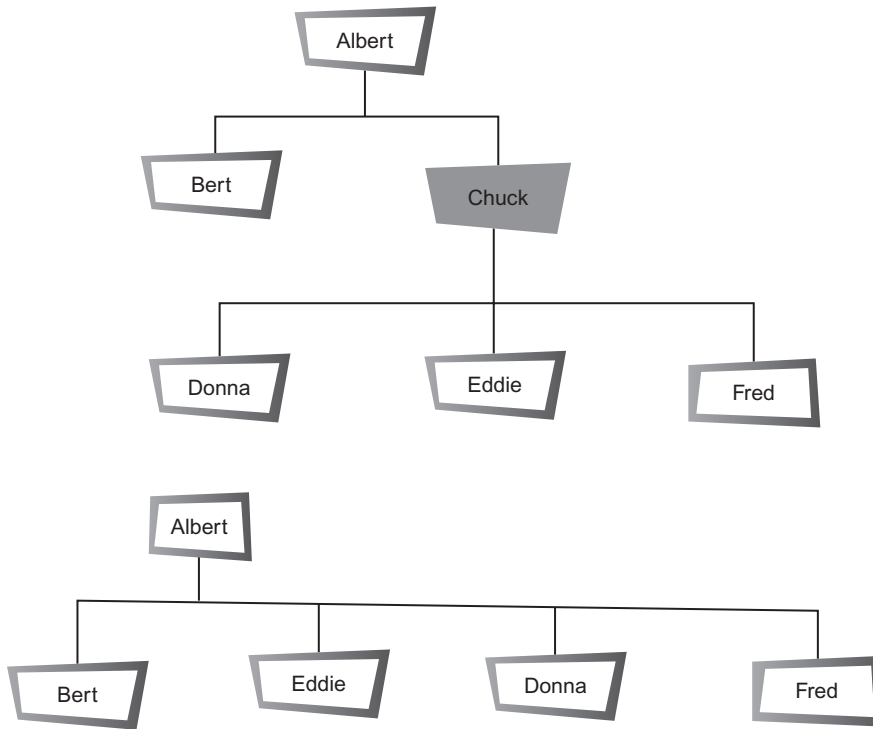 Albert
Bert
Chuck
Donna
Eddie
Fred
Albert
Bert
Eddie
Donna
Fred